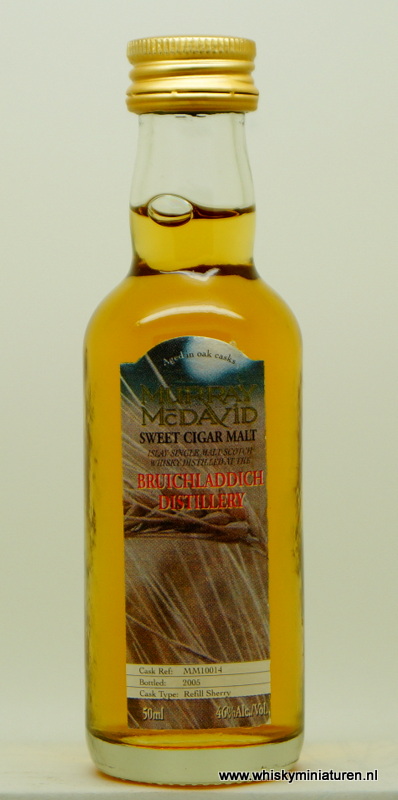 Aged in oak casks
MURRAY
McDAVID
SWEET CIGAR MALT
ISLAY SINGLE MALT SCOTCH
WHISKY DISTILLED AT THE
BRUICHLADDICH
DISTILLERY
Cask Ref: MM10014
Bottled: 2005
Cask Type: Refill Sherry
50ml 46%Alc./Vol.
www.whiskyminiaturen.nl